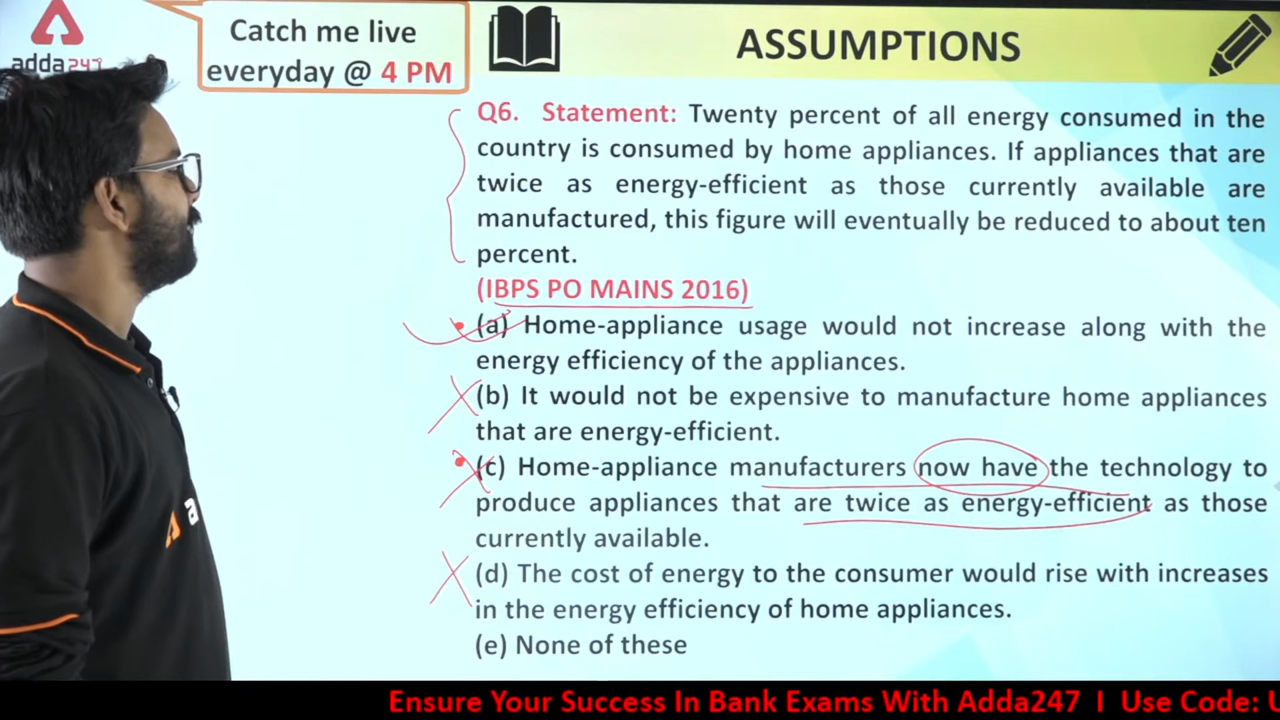 Catch me live
everyday @ 4 PM
adda247
ASSUMPTIONS
Q6. Statement: Twenty percent of all energy consumed in the
country is consumed by home appliances. If appliances that are
twice as energy-efficient as those currently available are
manufactured, this figure will eventually be reduced to about ten
percent.
(IBPS PO MAINS 2016)
(a) Home-appliance usage would not increase along with the
energy efficiency of the appliances.
(b) It would not be expensive to manufacture home appliances
that are energy-efficient.
(c) Home-appliance manufacturers now have the technology to
produce appliances that are twice as energy-efficient as those
currently available.
(d) The cost of energy to the consumer would rise with increases
in the energy efficiency of home appliances.
(e) None of these
a
Ensure Your Success In Bank Exams With Adda247 I Use Code: